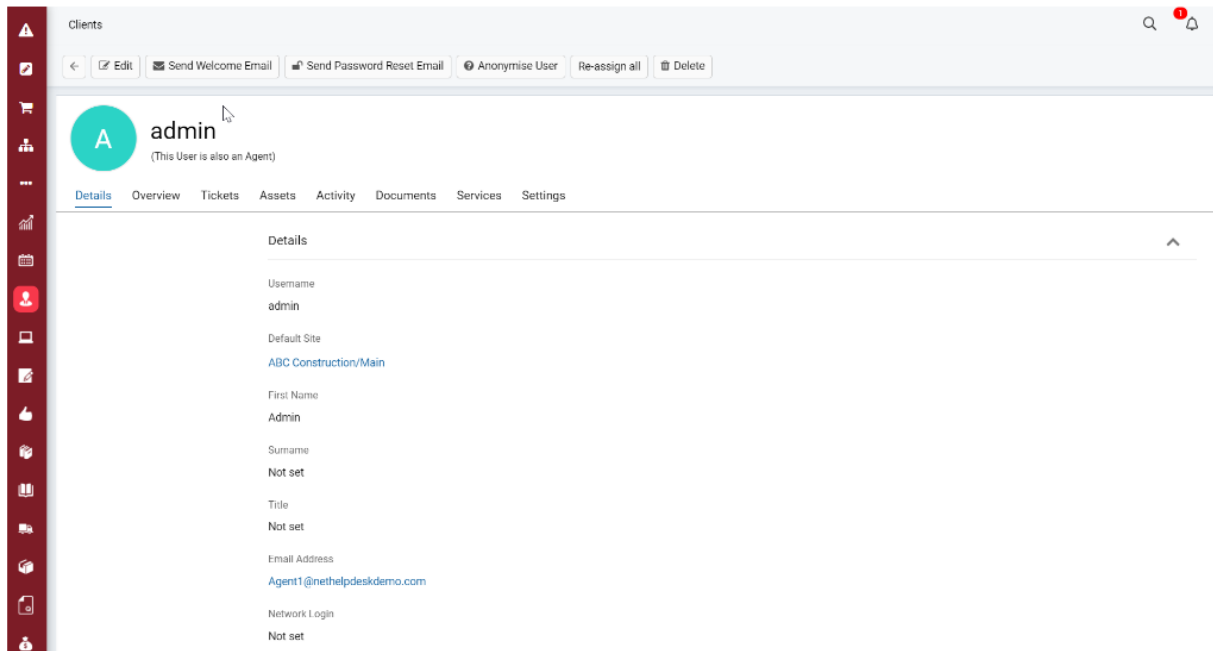 Clients
1
Edit Send Welcome Email Send Password Reset Email Anonymise User Re-assign all Delete
A
admin
(This User is also an Agent)
Details Overview Tickets Assets Activity Documents Services Settings
Details
Username
admin
Default Site
ABC Construction/Main
First Name
Admin
Surname
Not set
Title
Not set
Email Address
Agent1@nethelpdeskdemo.com
Network Login
Not set